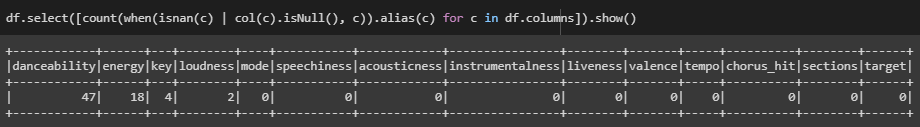 df.select([count(when(isnan(c) | col(c).isNull(), c)).alias(c) for c in df.columns]).show()
+------------+------+---+--------+----+-----------+------------+----------------+--------+-------+-----+----------+--------+------+
|danceability|energy|key|loudness|mode|speechiness|acousticness|instrumentalness|liveness|valence|tempo|chorus_hit|sections|target|
+------------+------+---+--------+----+-----------+------------+----------------+--------+-------+-----+----------+--------+------+
|          47|    18|  4|       2|   0|          0|           0|               0|       0|      0|    0|         0|       0|     0|
+------------+------+---+--------+----+-----------+------------+----------------+--------+-------+-----+----------+--------+------+